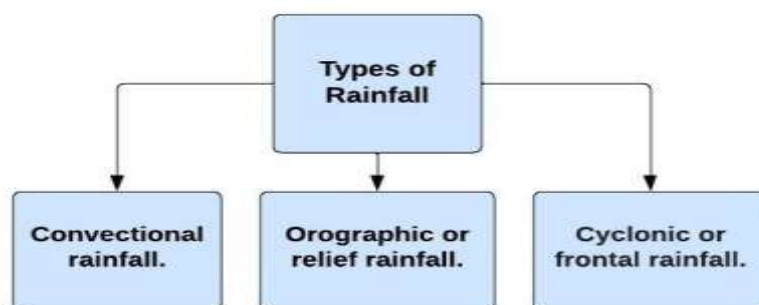 Types of
Rainfall
Convectional
rainfall.
Orographic or
relief rainfall.
Cyclonic or
frontal rainfall.